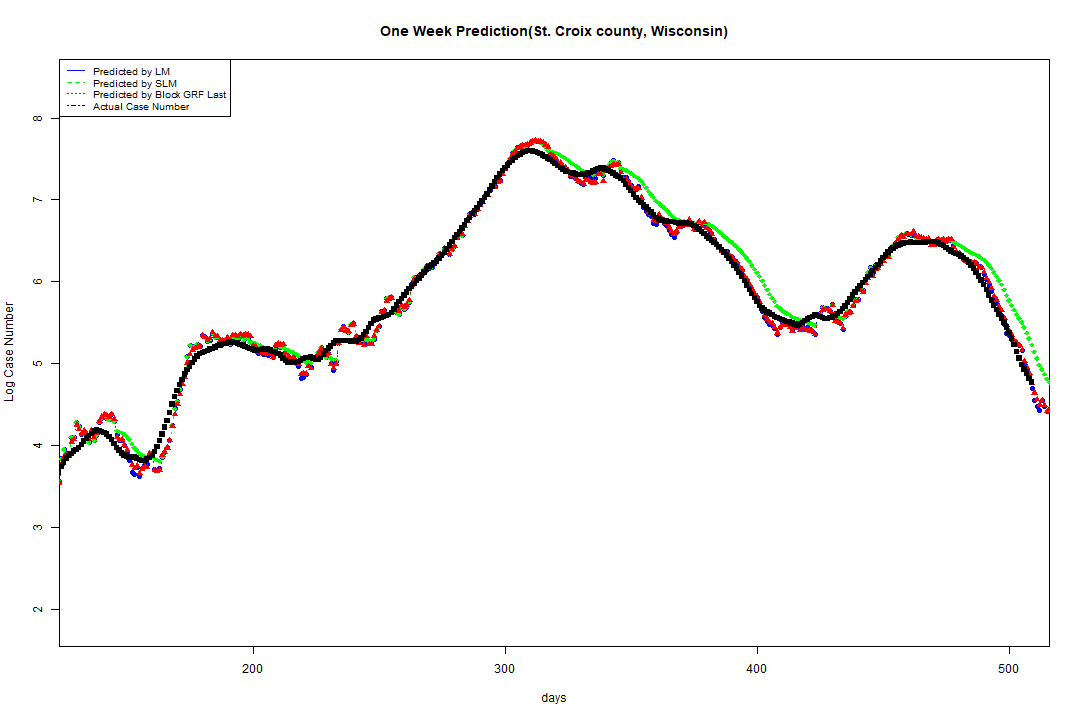 One Week Prediction(St. Croix county, Wisconsin)
Predicted by LM
Predicted by SLM
Predicted by Block GRF Last
Actual Case Number
8
7
6
5
4
3
2
Log Case Number
200
300
400
500
days